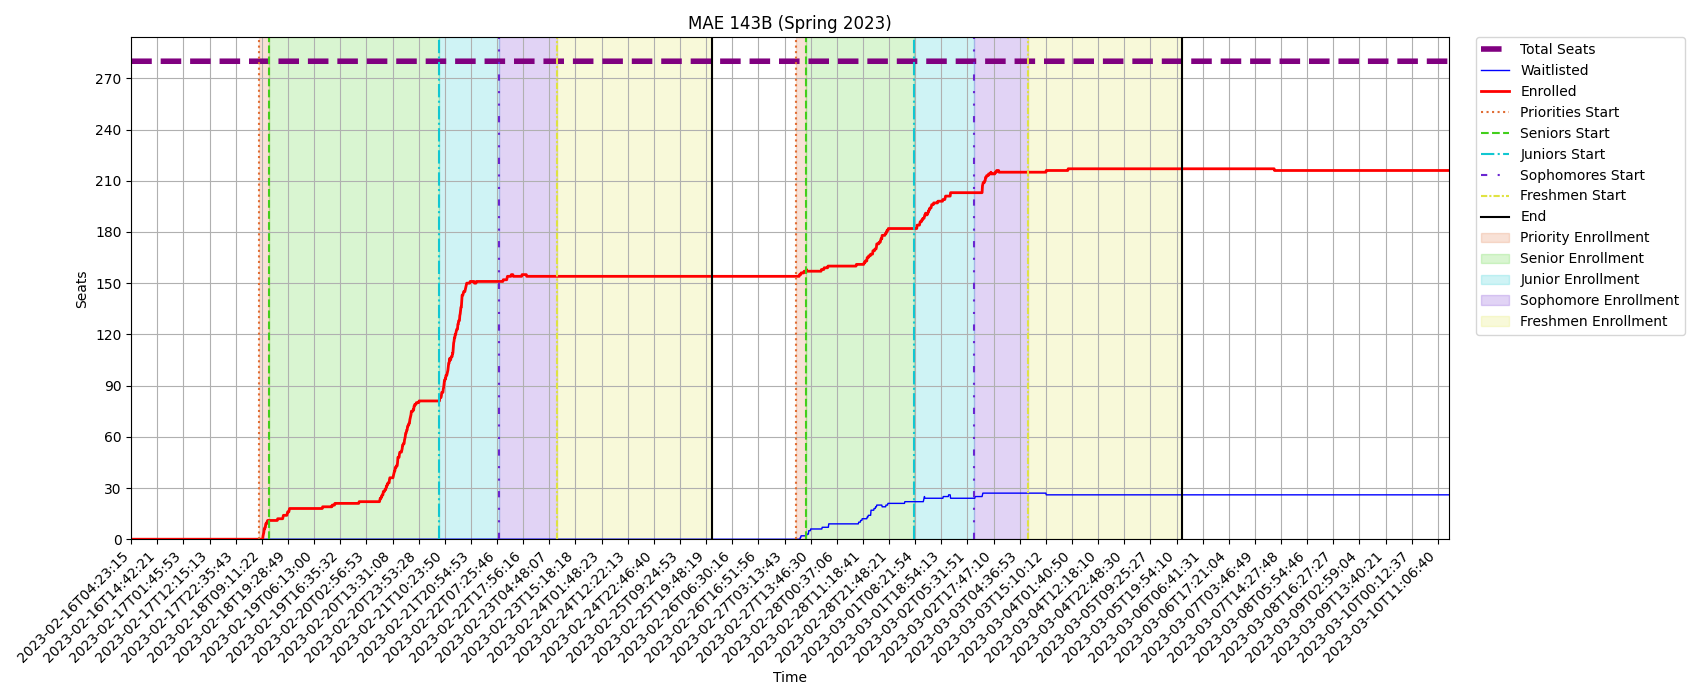 MAE 143B (Spring 2023)
Seats
270
240
210
180
150
120
90
60
30
0
2023-02-16T04:23:15
2023-02-16T14:42:21
2023-02-17T01:45:53
2023-02-17T12:15:13
2023-02-17T22:35:43
2023-02-18T09:11:22
2023-02-18T19:28:49
2023-02-19T06:13:00
2023-02-19T16:35:32
2023-02-20T02:56:53
2023-02-20T13:31:08
2023-02-20T23:53:28
2023-02-21T10:23:50
2023-02-21T20:54:53
2023-02-22T07:25:46
2023-02-22T17:56:16
2023-02-23T04:48:07
2023-02-23T15:18:18
2023-02-24T01:48:23
2023-02-24T12:22:13
2023-02-24T22:46:40
2023-02-25T09:24:53
2023-02-25T19:48:19
2023-02-26T06:30:16
2023-02-26T16:51:56
2023-02-27T03:13:43
2023-02-27T13:46:30
2023-02-28T00:37:06
2023-02-28T11:18:41
2023-02-28T21:48:21
2023-03-01T08:21:54
2023-03-01T18:54:13
2023-03-02T05:31:51
2023-03-02T17:47:10
2023-03-03T04:36:53
2023-03-03T15:10:12
2023-03-04T01:40:50
2023-03-04T12:18:10
2023-03-04T22:48:30
2023-03-05T09:25:27
2023-03-05T19:54:10
2023-03-06T06:41:31
2023-03-06T17:21:04
2023-03-07T03:46:49
2023-03-07T14:27:48
2023-03-08T05:54:46
2023-03-08T16:27:27
2023-03-09T02:59:04
2023-03-09T13:40:21
2023-03-10T00:12:37
2023-03-10T11:06:40
Time
Total Seats
Waitlisted
Enrolled
Priorities Start
Seniors Start
Juniors Start
Sophomores Start
Freshmen Start
End
Priority Enrollment
Senior Enrollment
Junior Enrollment
Sophomore Enrollment
Freshmen Enrollment